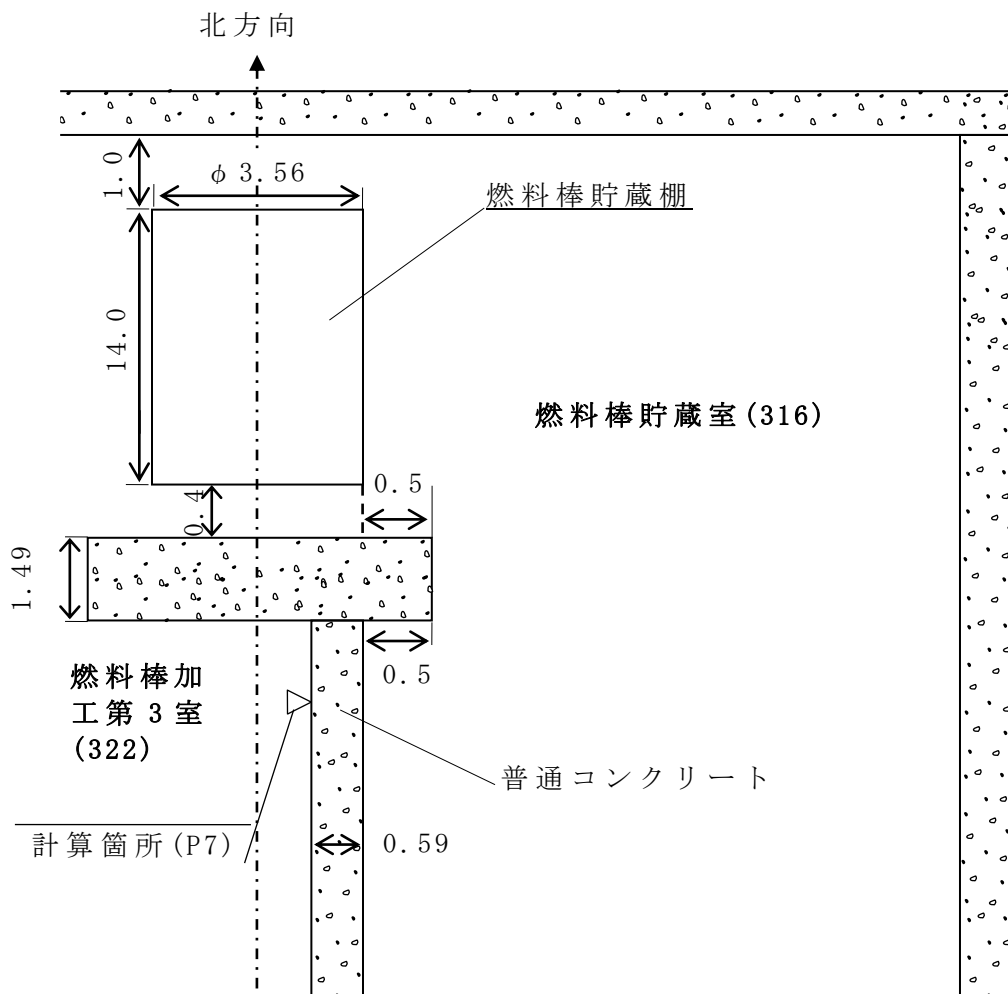 北方向
1.0
φ3.56
燃料棒貯蔵棚
14.0
燃料棒貯蔵室(316)
0.4
0.5
1.49
0.5
燃料棒加
工第3室
(322)
普通コンクリート
計算箇所(P7)
0.59